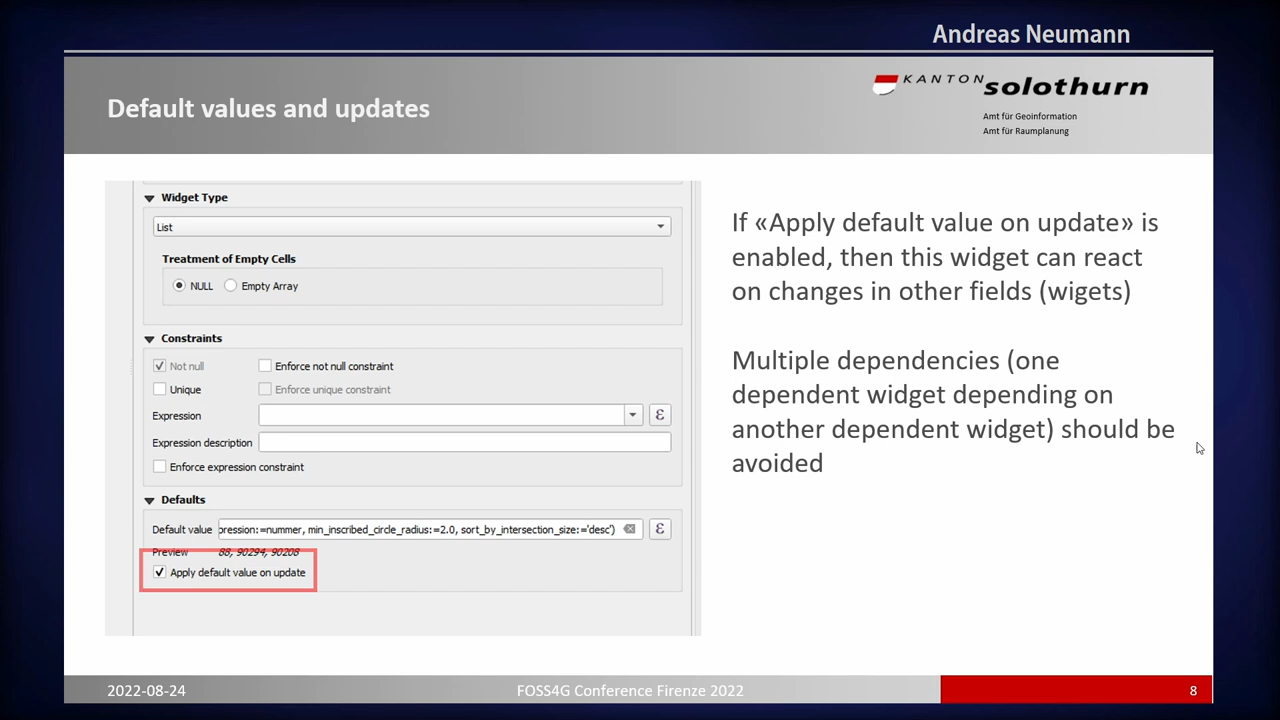 Andreas Neumann
Default values and updates
KANTON solothurn
Amt für Geoinformation
Amt für Raumplanung
Widget Type
List
Treatment of Empty Cells
NULL
Empty Array
Constraints
Not null
Enforce not null constraint
Unique
Enforce unique constraint
Expression
ε
Expression description
Enforce expression constraint
Defaults
Default value
pression:=nummer, min_inscribed_circle_radius:=2.0, sort_by_intersection_size:='desc')
ε
Preview
88, 90294, 90208
Apply default value on update
If «Apply default value on update» is
enabled, then this widget can react
on changes in other fields (wigets)
Multiple dependencies (one
dependent widget depending on
another dependent widget) should be
avoided
2022-08-24
FOSS4G Conference Firenze 2022
8